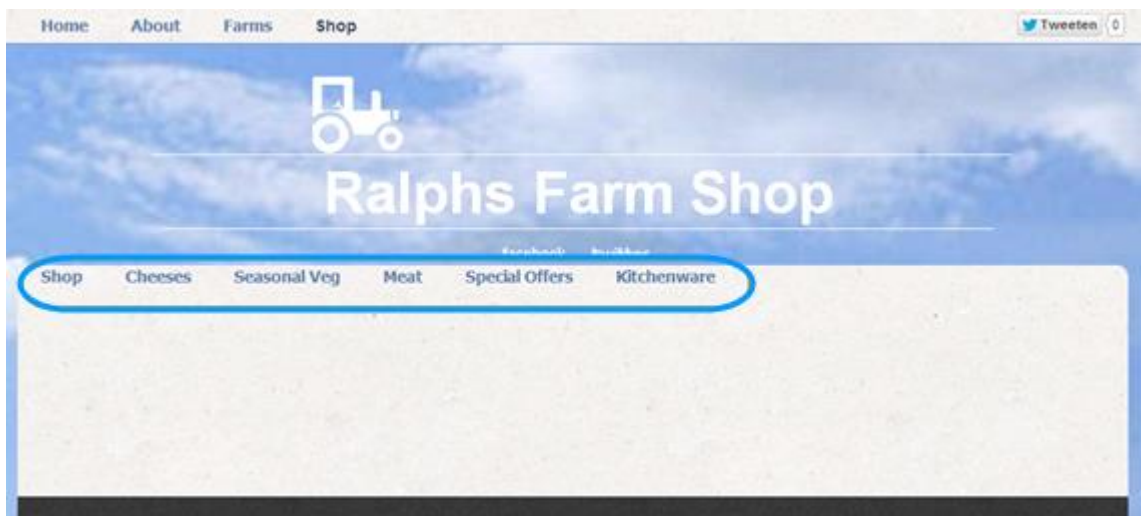 Home About Farms Shop Tweeten 0
Ralphs Farm Shop
facebook twitter
Shop Cheeses Seasonal Veg Meat Special Offers Kitchenware